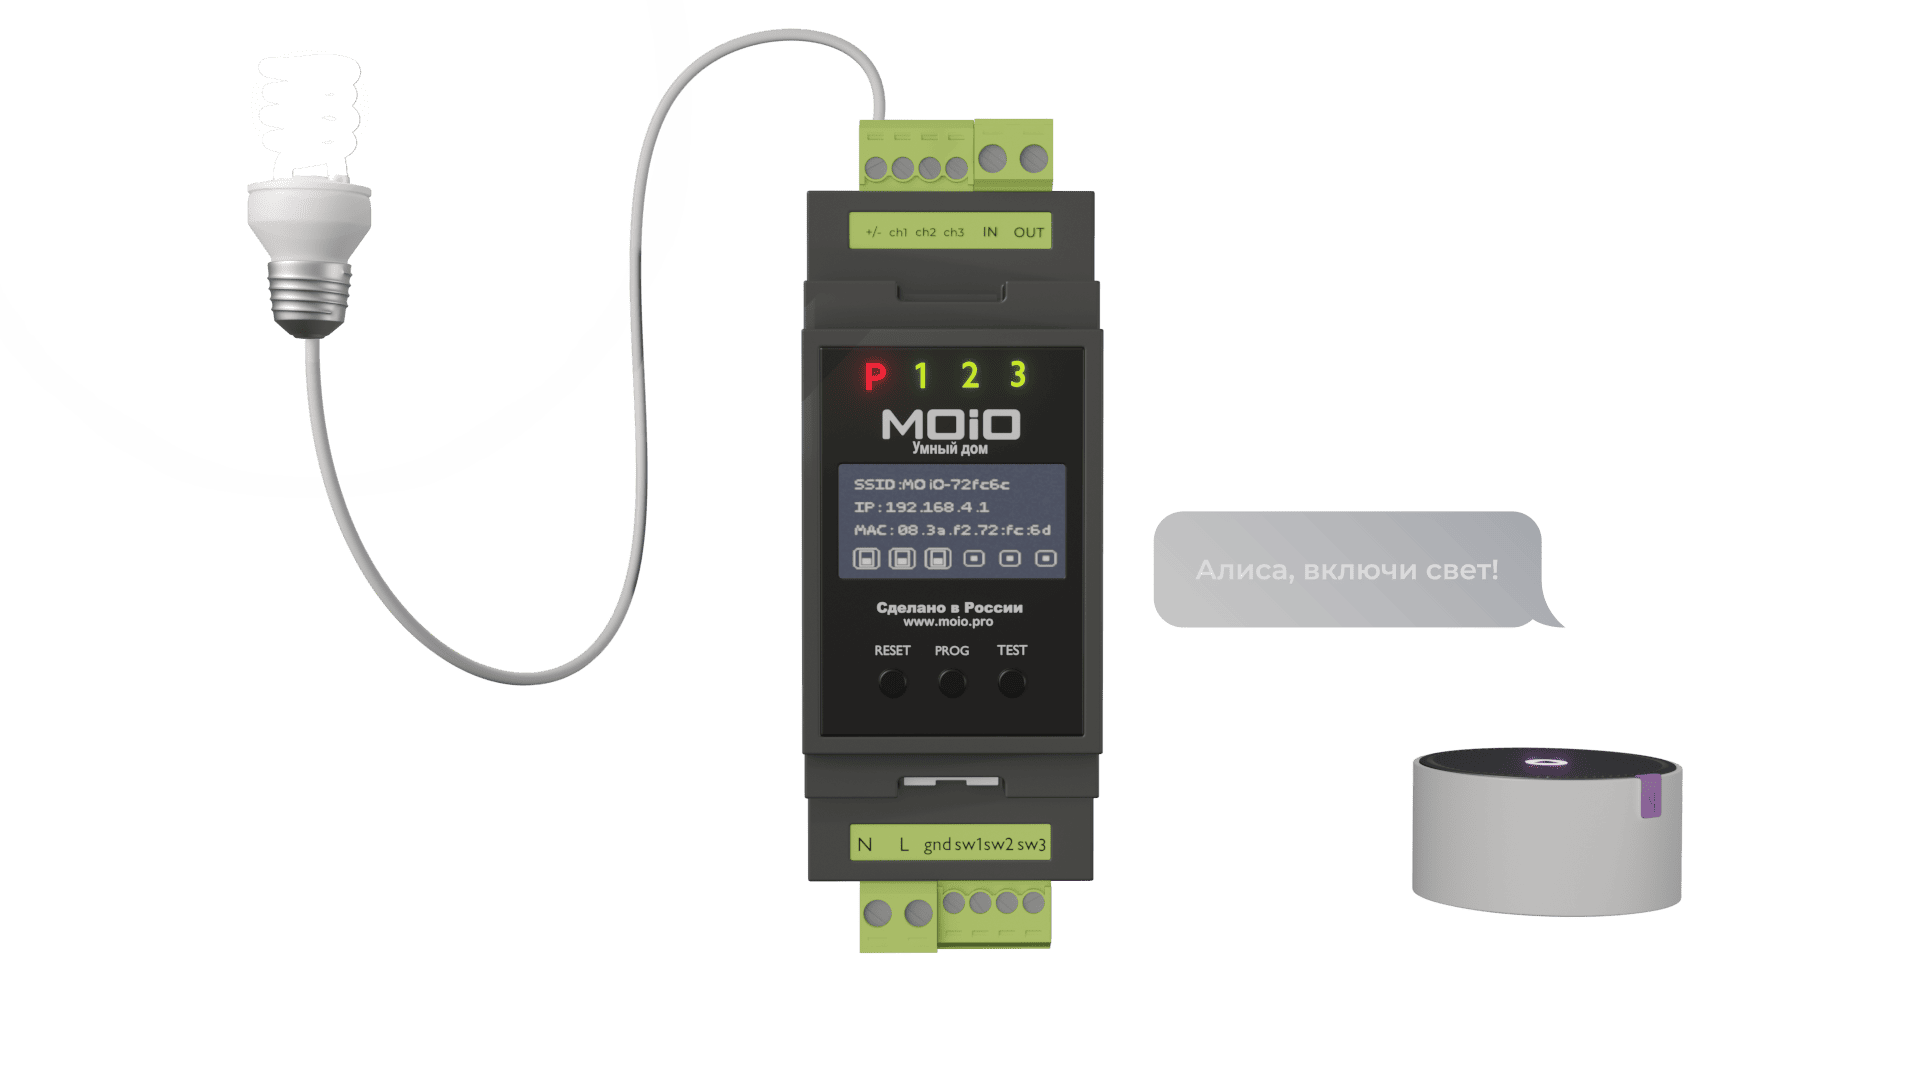 +/- ch1 ch2 ch3 IN OUT
P 1 2 3
MOiO
Умный дом
SSID:MOiO-72fc6c
IP:192.168.4.1
MAC:08.3a.f2.72:fc:6d
Сделано в России
www.moio.pro
RESET PROG TEST
N L gnd sw1 sw2 sw3
Алиса, включи свет!